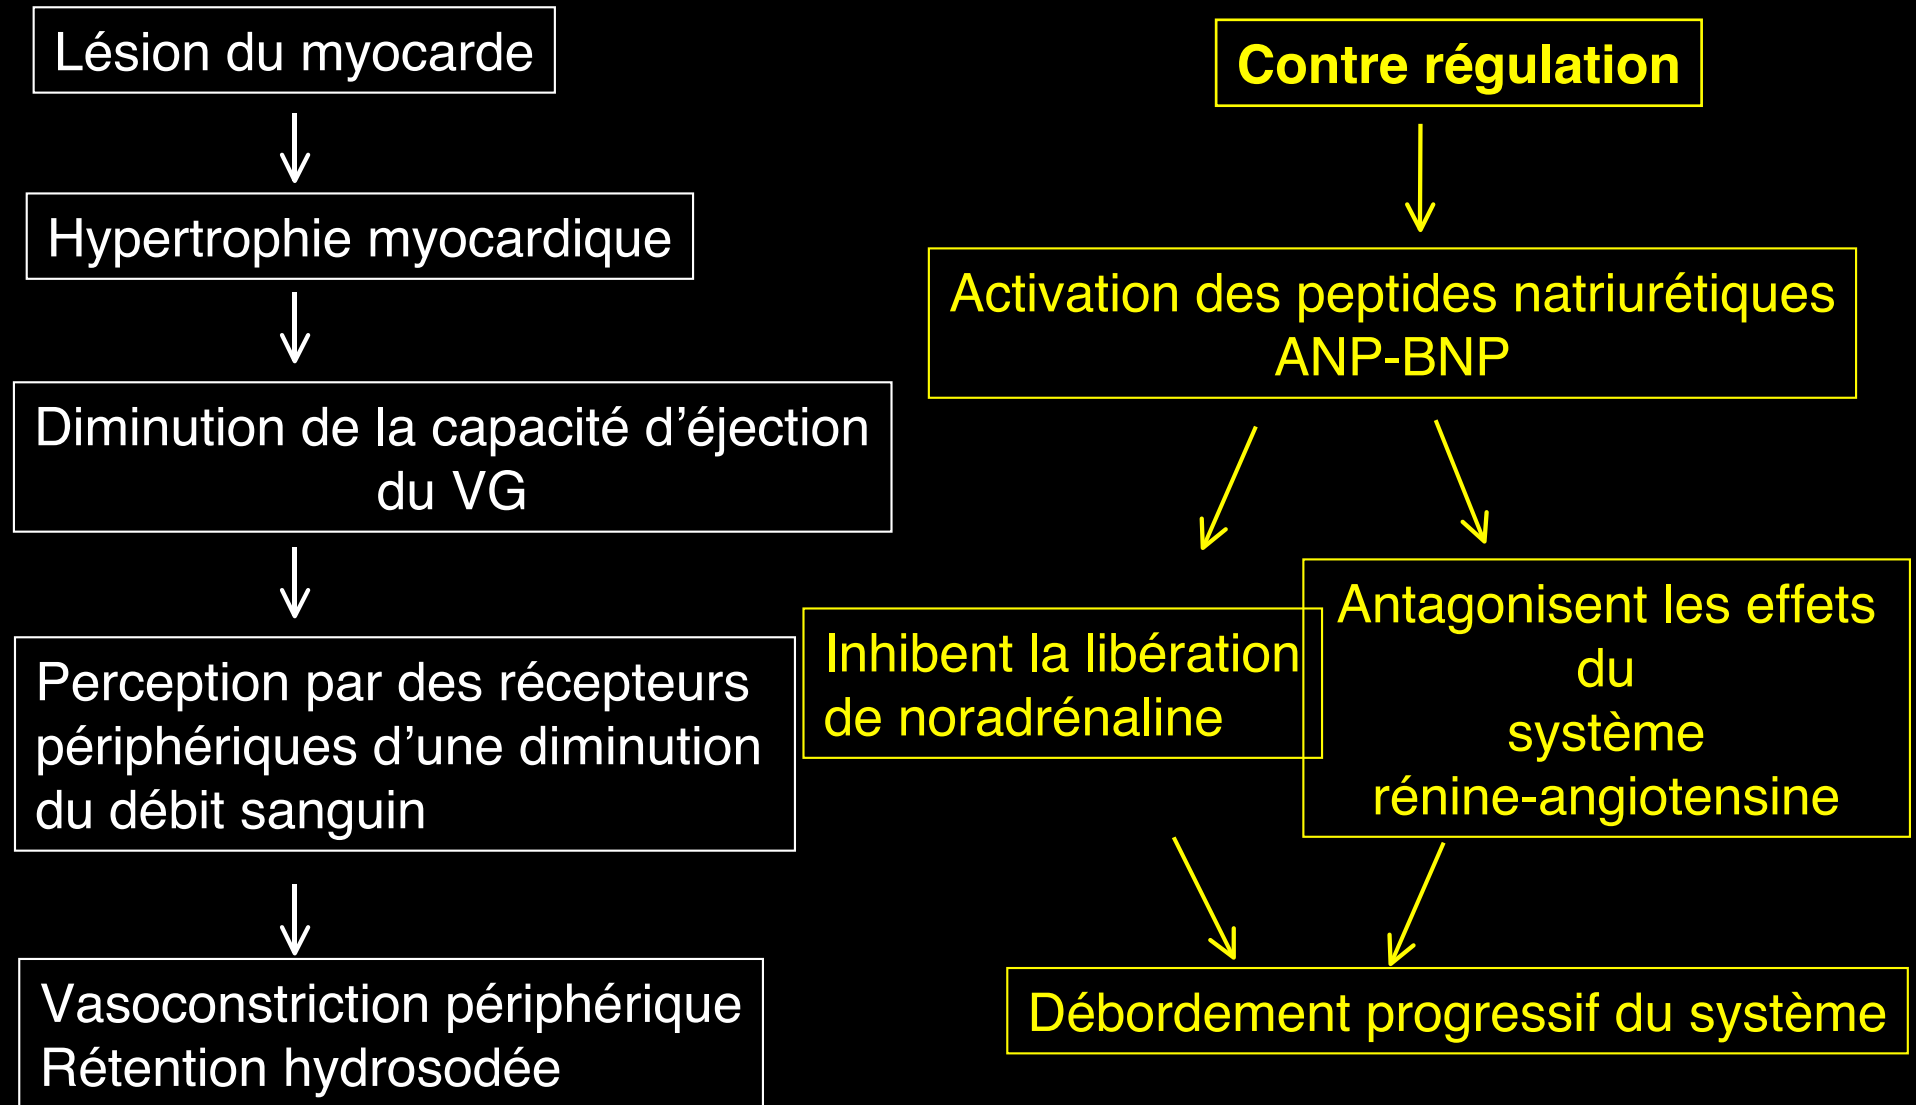 Lésion du myocarde
Hypertrophie myocardique
Diminution de la capacité d’éjection
du VG
Perception par des récepteurs
périphériques d’une diminution
du débit sanguin
Vasoconstriction périphérique
Rétention hydrosodée
Contre régulation
Activation des peptides natriurétiques
ANP-BNP
Inhibent la libération
de noradrénaline
Antagonisent les effets
du
système
rénine-angiotensine
Débordement progressif du système